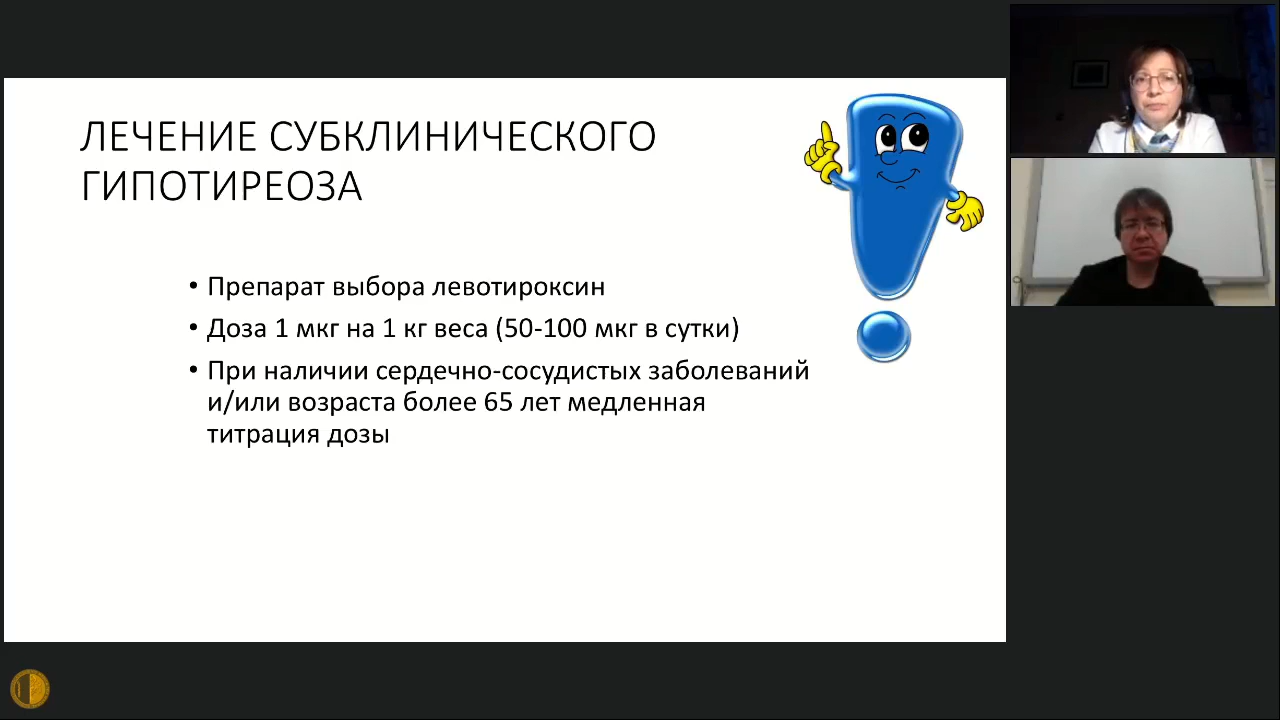 ЛЕЧЕНИЕ СУБКЛИНИЧЕСКОГО
ГИПОТИРЕОЗА
• Препарат выбора левотироксин
• Доза 1 мкг на 1 кг веса (50-100 мкг в сутки)
• При наличии сердечно-сосудистых заболеваний
и/или возраста более 65 лет медленная
титрация дозы